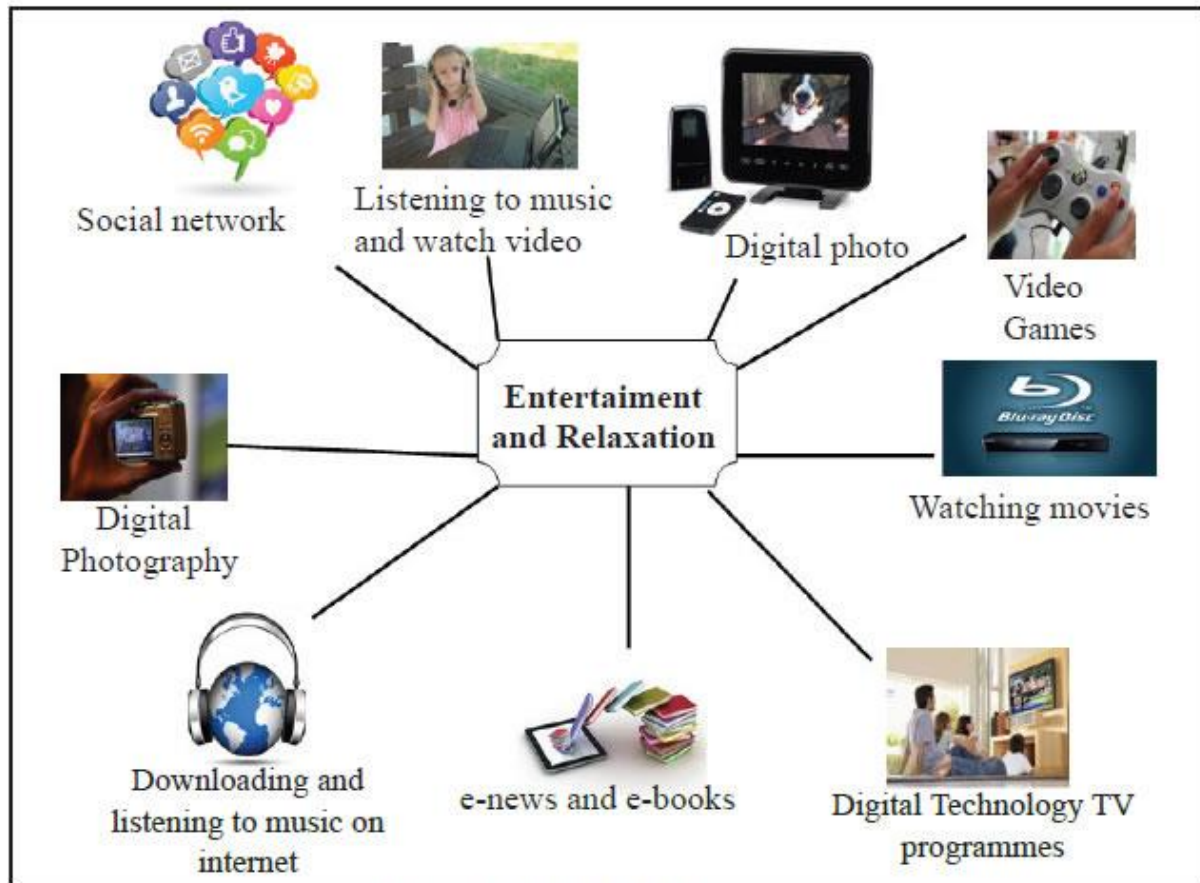 Social network
Listening to music
and watch video
Digital photo
Video
Games
Entertaiment
and Relaxation
Blu-ray Disc
Watching movies
Digital
Photography
Downloading and
listening to music on
internet
e-news and e-books
Digital Technology TV
programmes